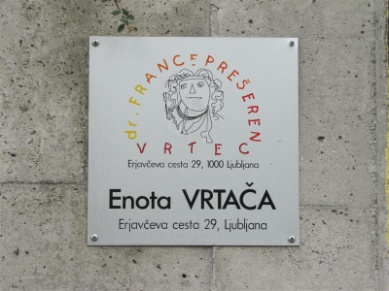 dr. FRANCE PREŠEREN
VRTEC
Erjavčeva cesta 29, 1000 Ljubljana
Enota VRTAČA
Erjavčeva cesta 29, Ljubljana